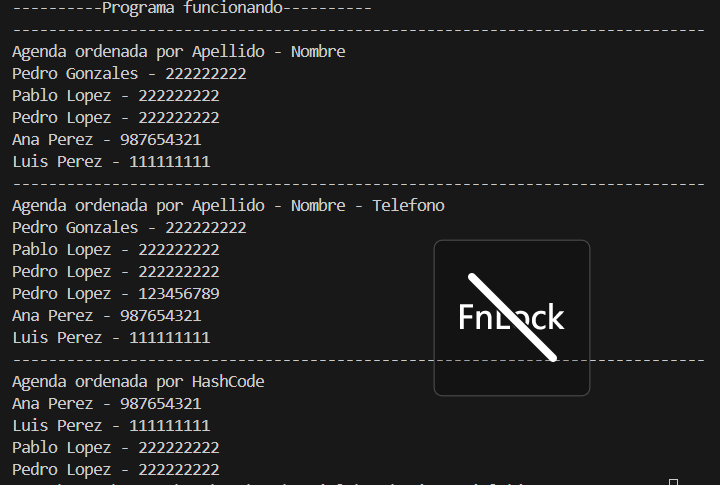 ----------Programa funcionando----------
-----------------------------------------------------------------------------
Agenda ordenada por Apellido - Nombre
Pedro Gonzales - 222222222
Pablo Lopez - 222222222
Pedro Lopez - 222222222
Ana Perez - 987654321
Luis Perez - 111111111
-----------------------------------------------------------------------------
Agenda ordenada por Apellido - Nombre - Telefono
Pedro Gonzales - 222222222
Pablo Lopez - 222222222
Pedro Lopez - 222222222
Pedro Lopez - 123456789
Ana Perez - 987654321
Luis Perez - 111111111
FnLock
-----------------------------------------------------------------------------
Agenda ordenada por HashCode
Ana Perez - 987654321
Luis Perez - 111111111
Pablo Lopez - 222222222
Pedro Lopez - 222222222